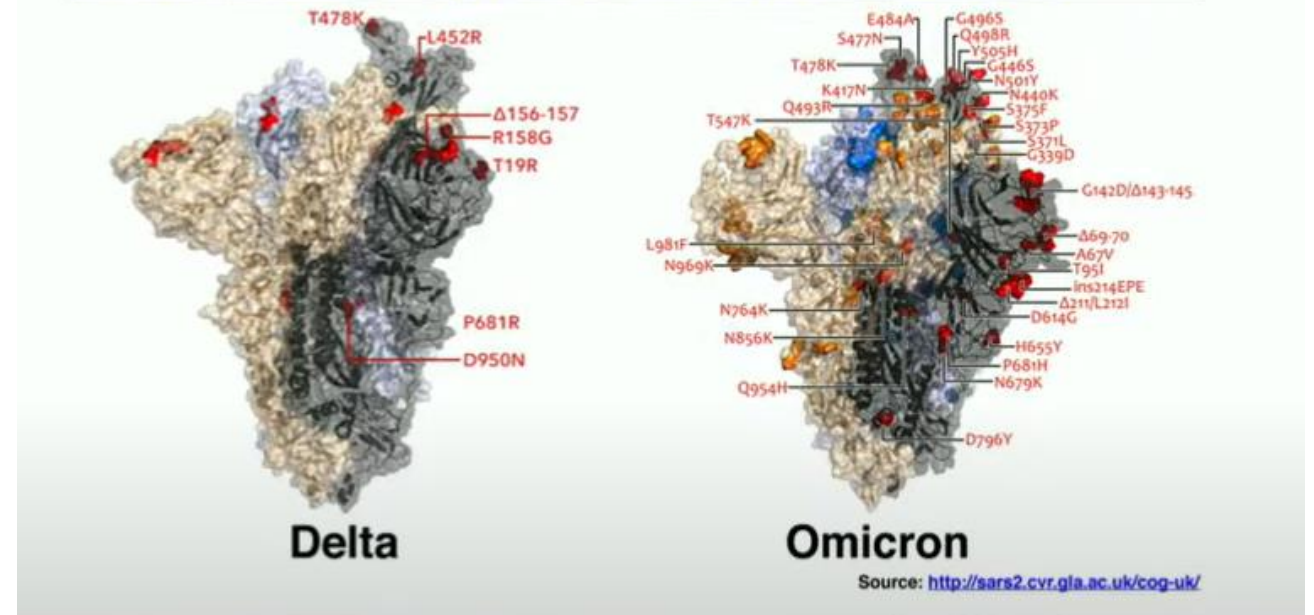 T478K
L452R
Δ156-157
R158G
T19R
P681R
D950N
Delta
E484A
S477N
T478K
K417N
Q493R
T547K
G496S
Q498R
Y505H
G446S
N501Y
N440K
S375F
S373P
S371L
G339D
G142D/Δ143-145
Δ69-70
A67V
T95I
ins214EPE
Δ211/L212I
D614G
H655Y
P681H
N679K
D796Y
L981F
N969K
N764K
N856K
Q954H
Omicron
Source: http://sars2.cvr.gla.ac.uk/cog-uk/